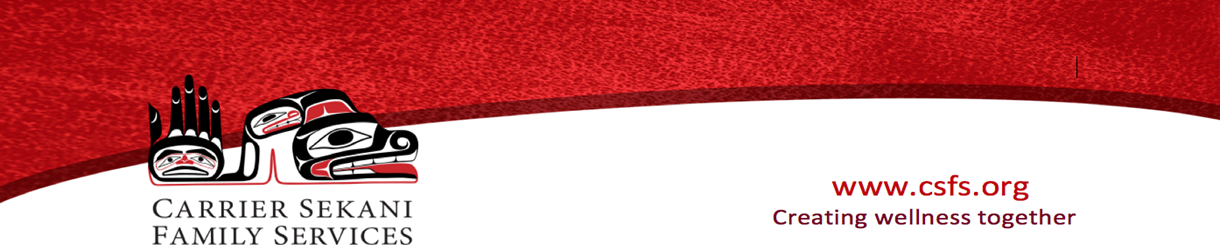 CARRIER SEKANI
FAMILY SERVICES
www.csfs.org
Creating wellness together